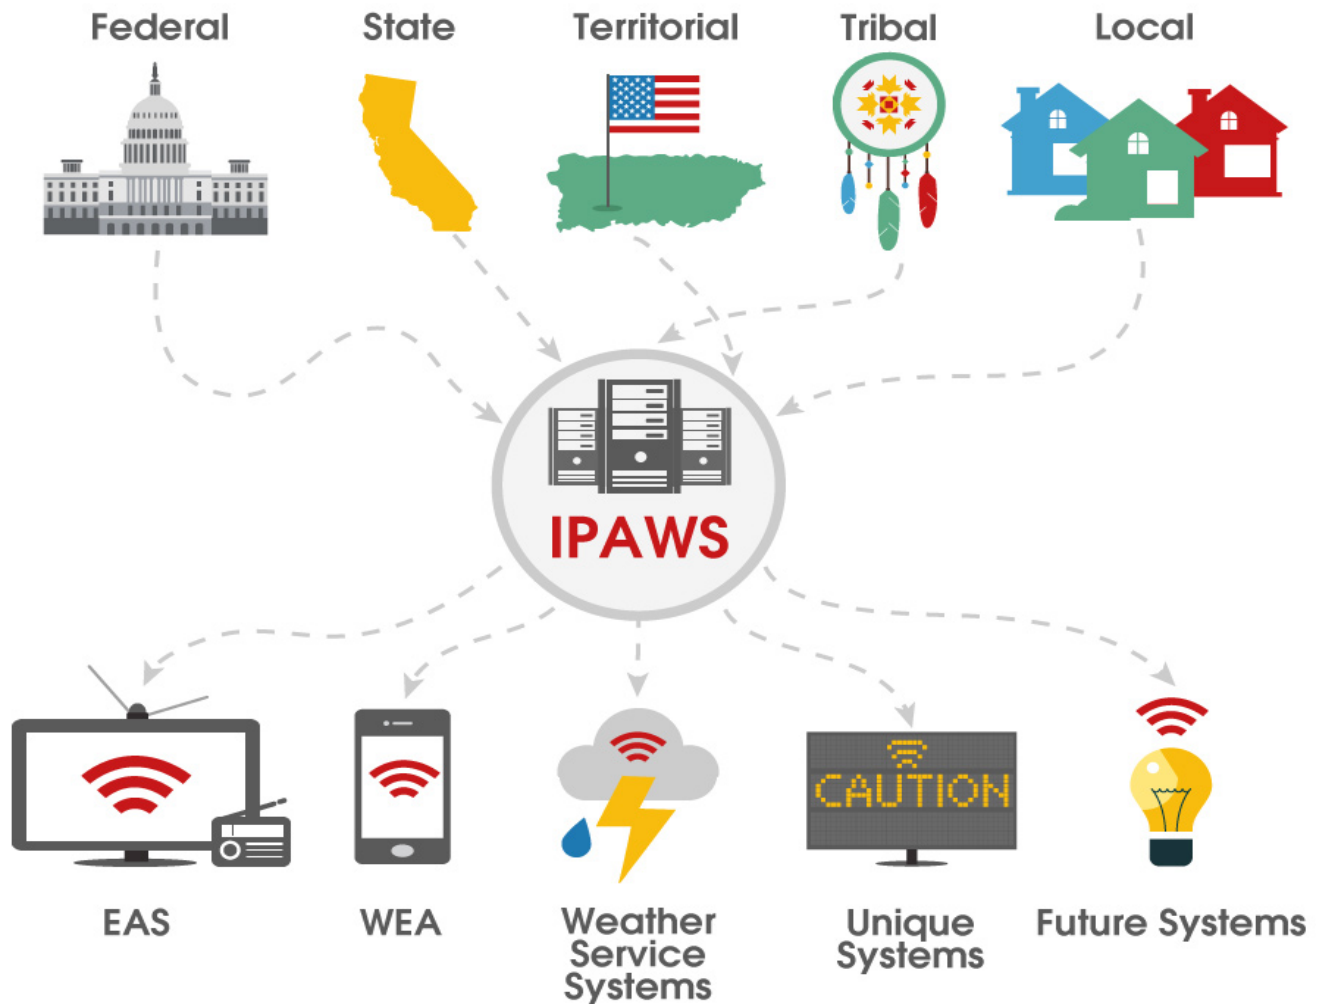 Federal
State
Territorial
Tribal
Local
IPAWS
CAUTION
EAS
WEA
Weather
Service
Systems
Unique
Systems
Future Systems